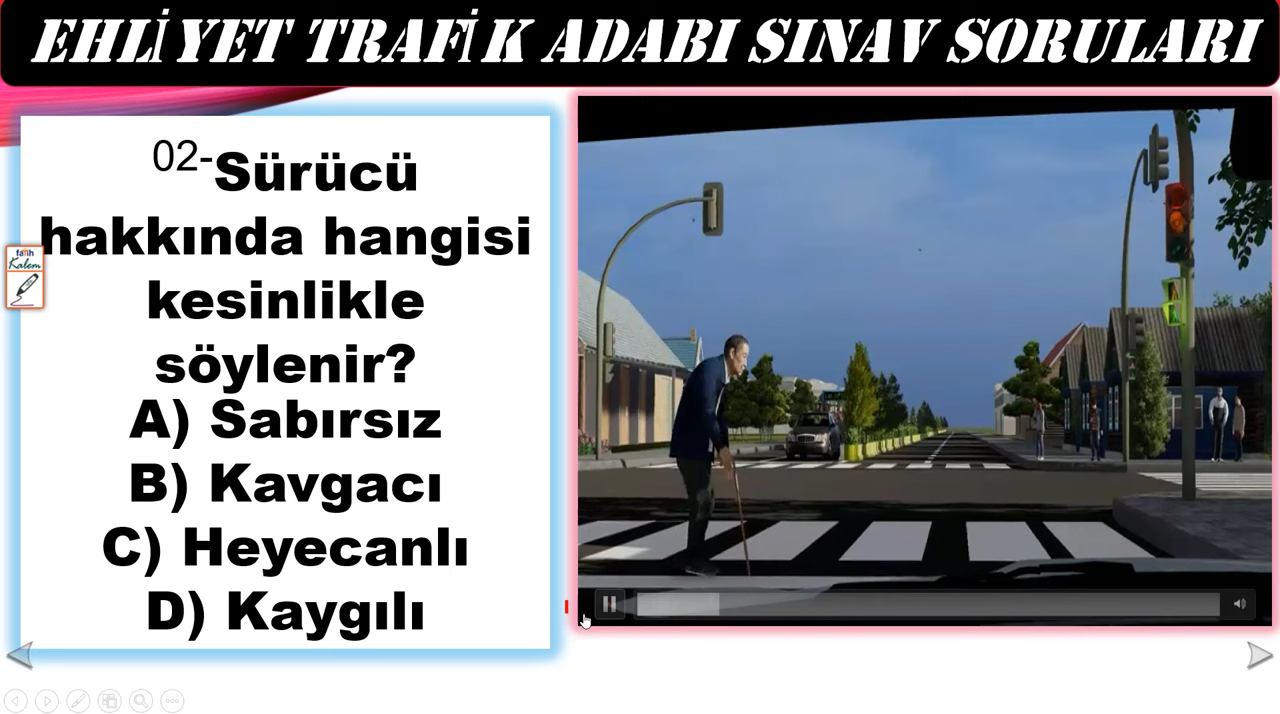 EHLİYET TRAFİK ADABI SINAV SORULARI
02-Sürücü
hakkında hangisi
kesinlikle
söylenir?
A) Sabırsız
B) Kavgacı
C) Heyecanlı
D) Kaygılı
fatih
Kalem